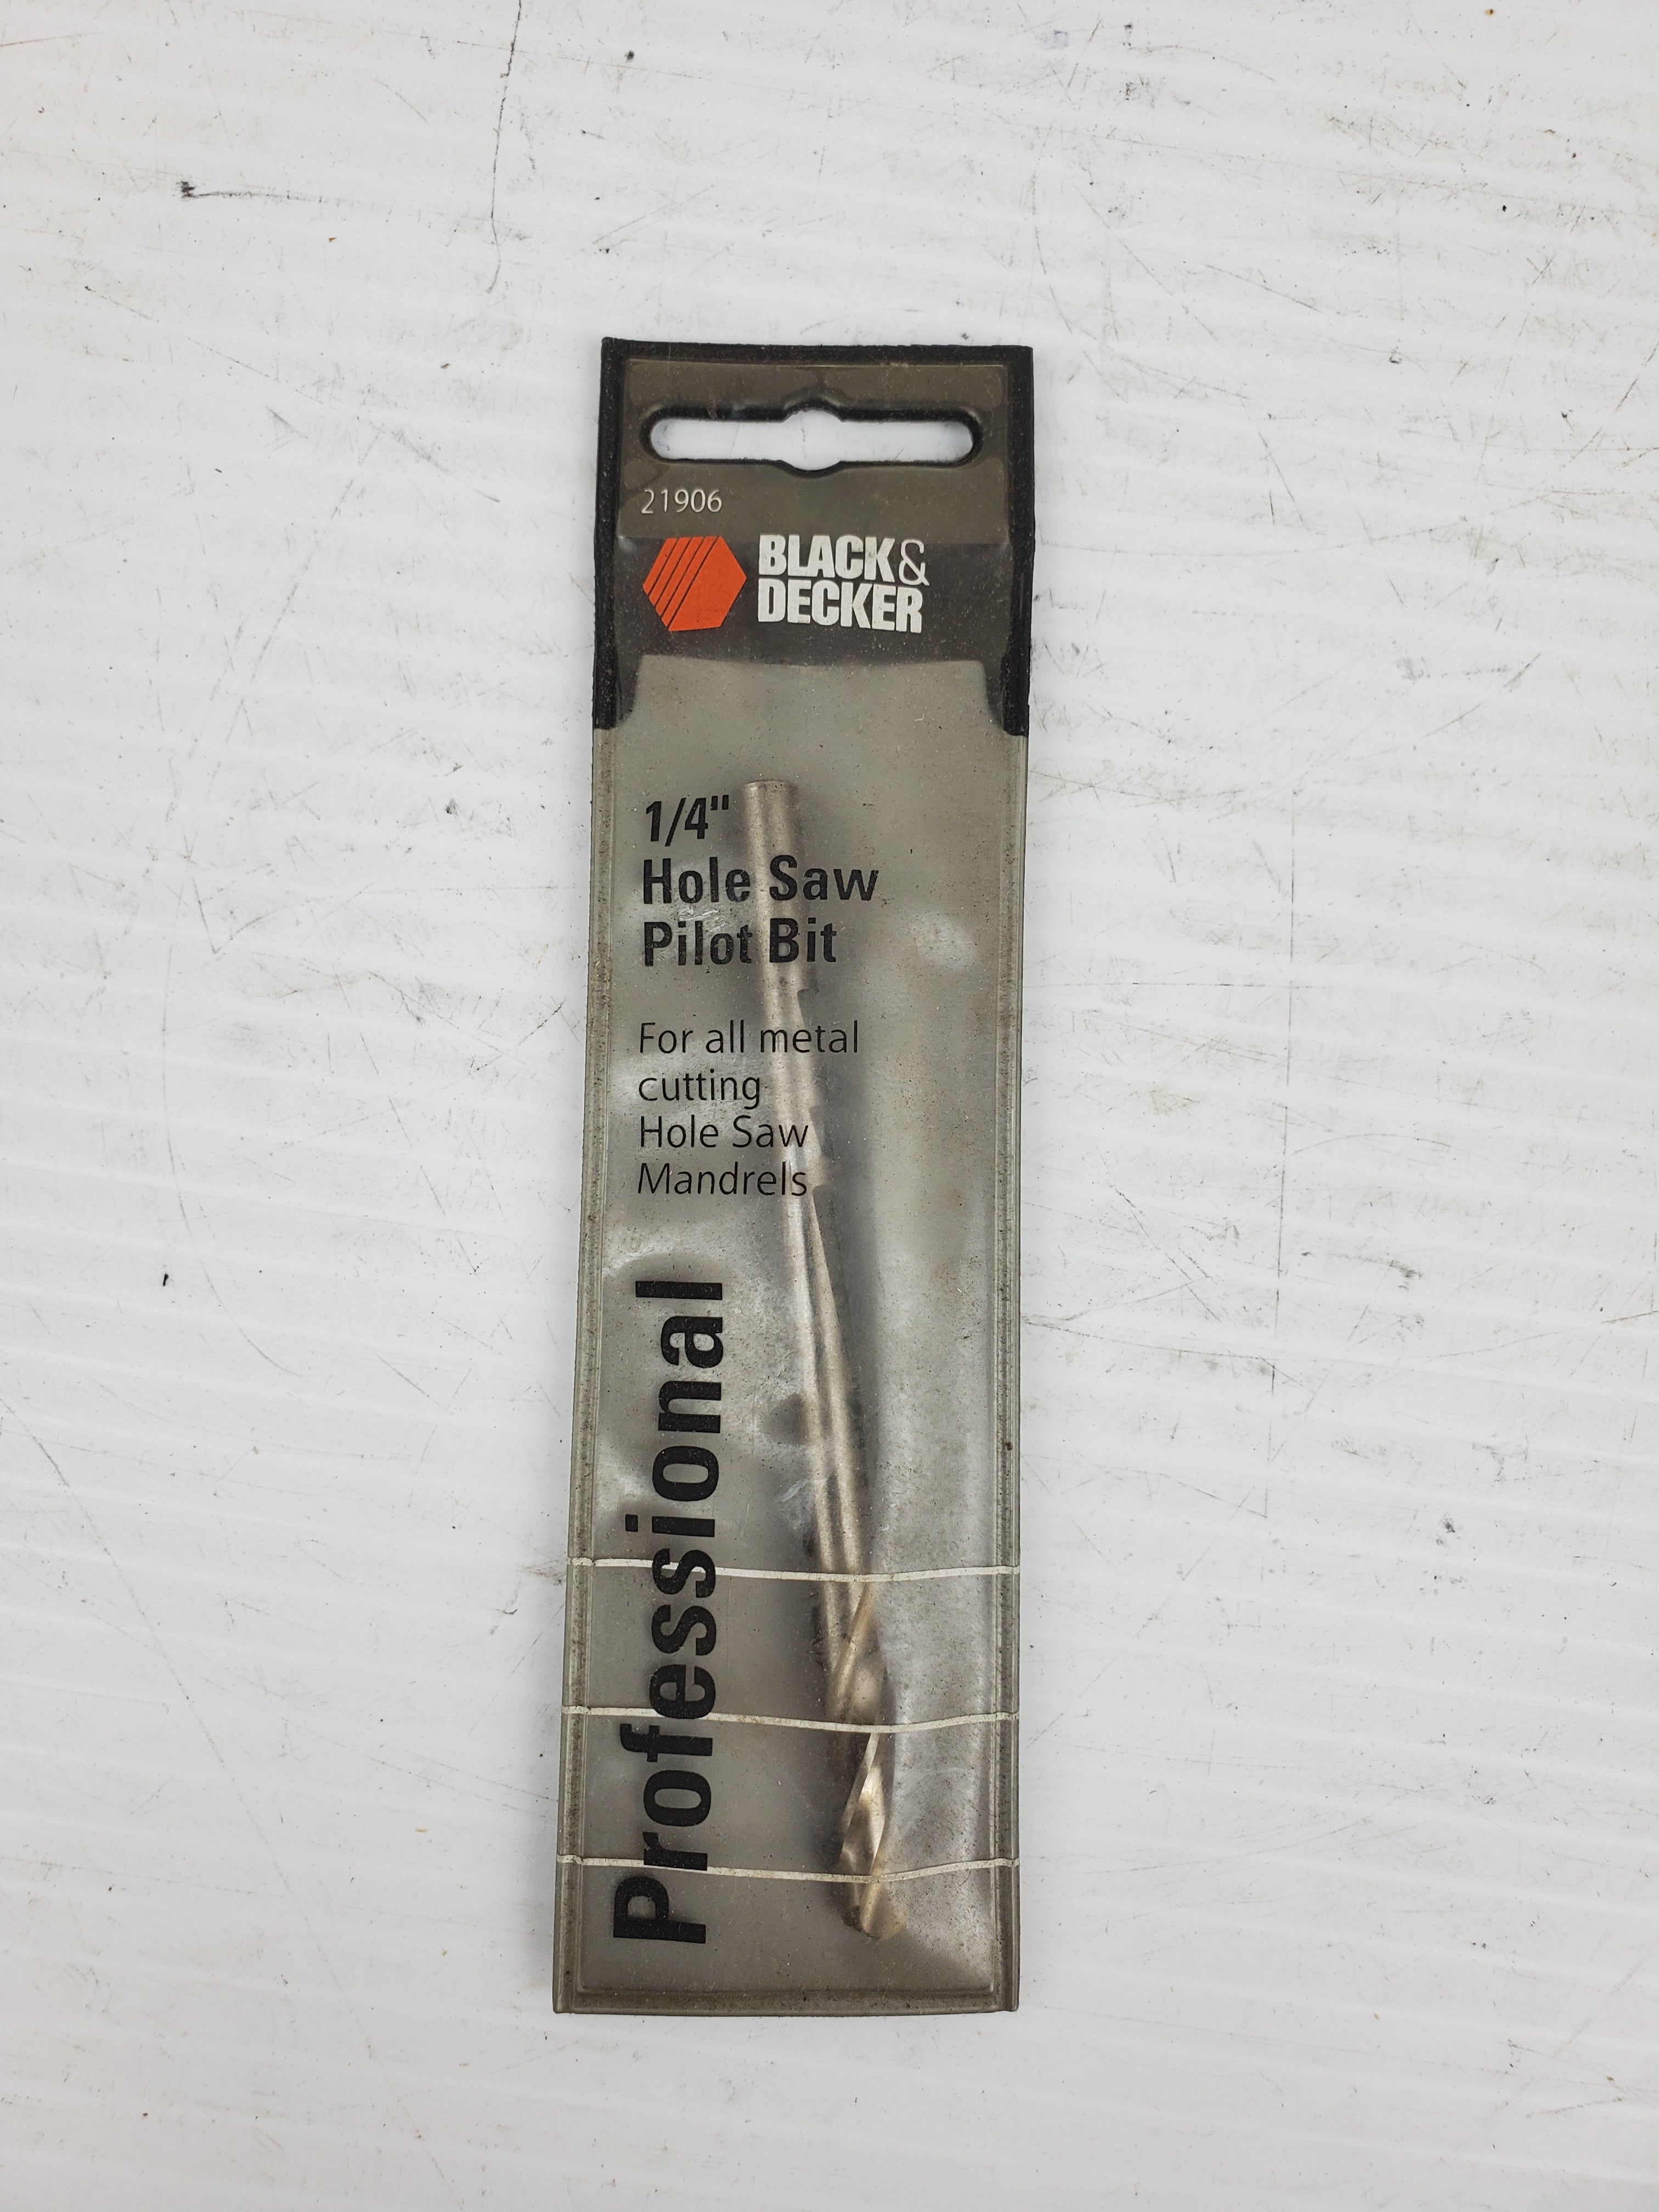 21906
BLACK&
DECKER
1/4"
Hole Saw
Pilot Bit
For all metal
cutting
Hole Saw
Mandrels
Professional